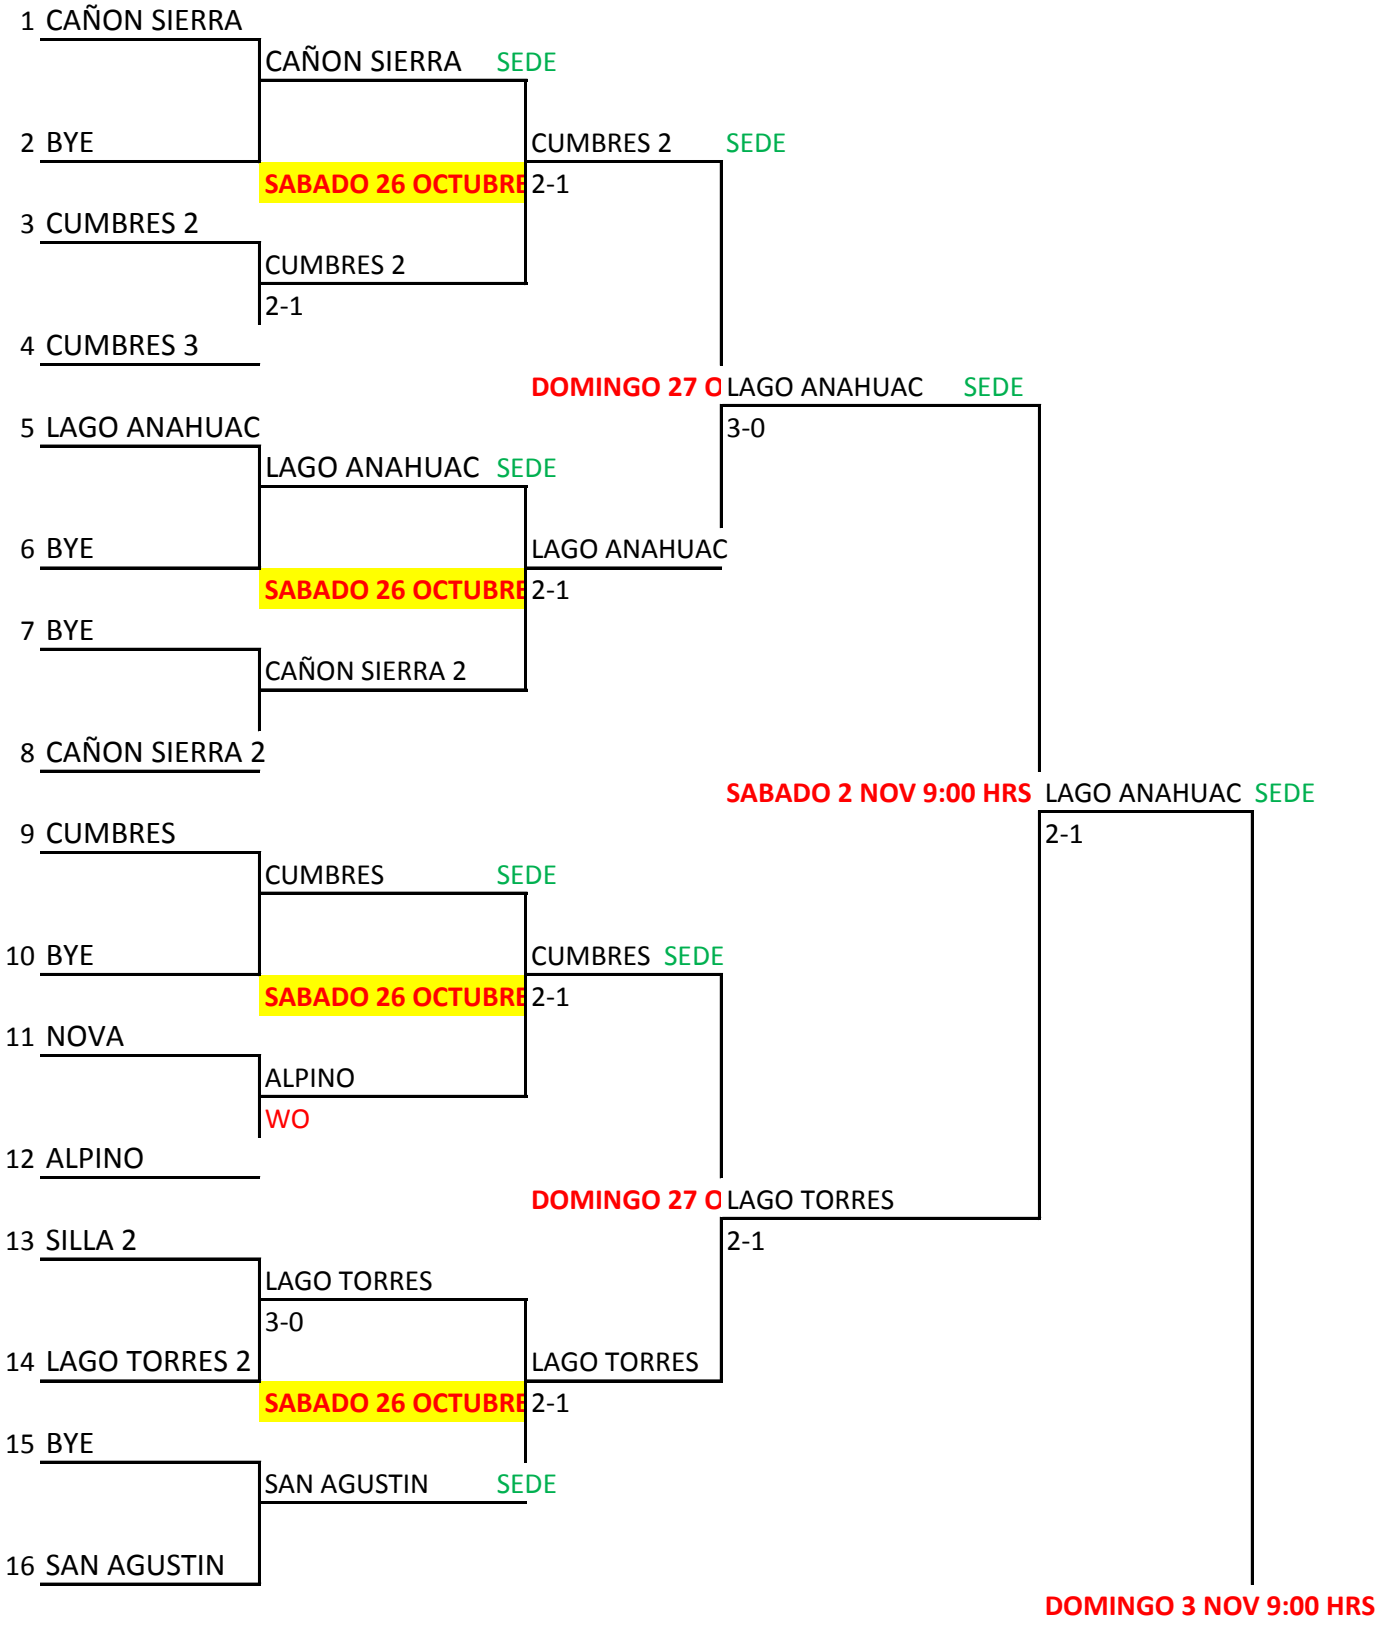 1 CAÑON SIERRA
CAÑON SIERRA SEDE
2 BYE
CUMBRES 2 SEDE
SABADO 26 OCTUBRE 2-1
3 CUMBRES 2
CUMBRES 2
2-1
4 CUMBRES 3
DOMINGO 27 O LAGO ANAHUAC SEDE
5 LAGO ANAHUAC
3-0
LAGO ANAHUAC SEDE
6 BYE
LAGO ANAHUAC
SABADO 26 OCTUBRE 2-1
7 BYE
CAÑON SIERRA 2
8 CAÑON SIERRA 2
SABADO 2 NOV 9:00 HRS LAGO ANAHUAC SEDE
9 CUMBRES
2-1
CUMBRES SEDE
10 BYE
CUMBRES SEDE
SABADO 26 OCTUBRE 2-1
11 NOVA
ALPINO
WO
12 ALPINO
DOMINGO 27 O LAGO TORRES
13 SILLA 2
2-1
LAGO TORRES
3-0
14 LAGO TORRES 2
LAGO TORRES
SABADO 26 OCTUBRE 2-1
15 BYE
SAN AGUSTIN SEDE
16 SAN AGUSTIN
DOMINGO 3 NOV 9:00 HRS